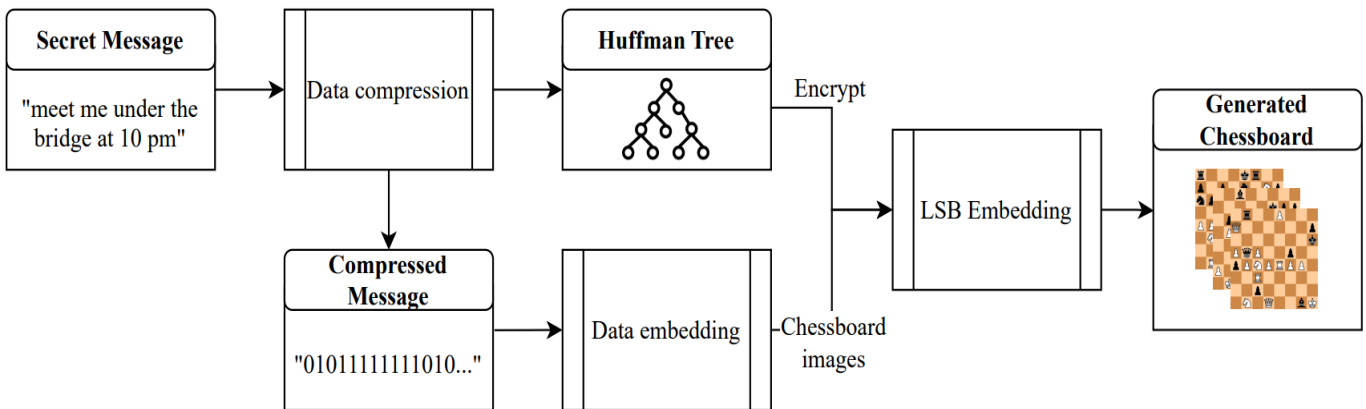 Secret Message
"meet me under the
bridge at 10 pm"
Data compression
Huffman Tree
Encrypt
Compressed
Message
"01011111111010..."
Data embedding
Chessboard
images
LSB Embedding
Generated
Chessboard